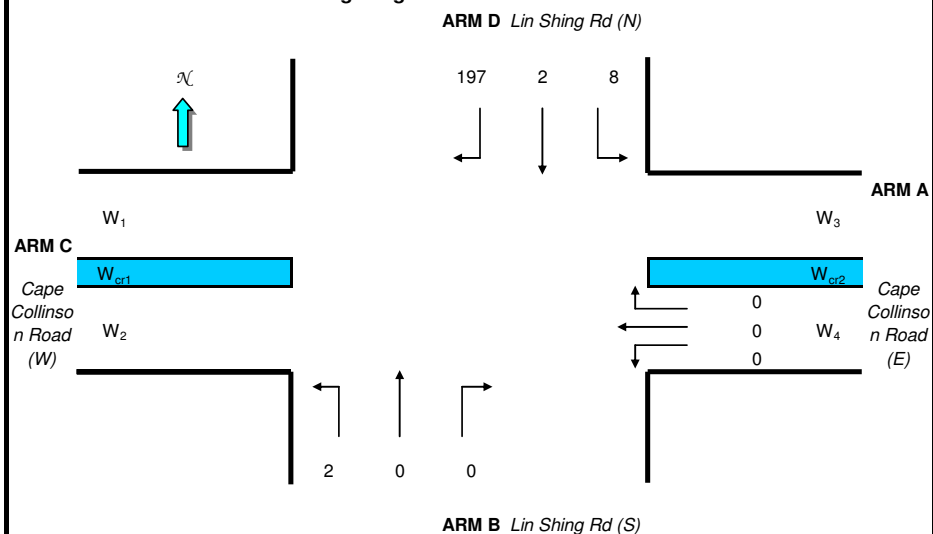 ARM D Lin Shing Rd (N)
N
197 2 8
ARM A
W1
W3
ARM C
Wcr1
Wcr2
Cape
Collinso
n Road
(W)
W2
0
0
0
W4
Cape
Collinso
n Road
(E)
2 0 0
ARM B Lin Shing Rd (S)